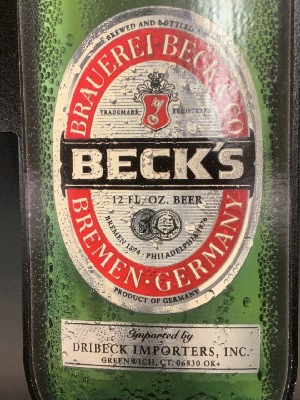 BREWED AND BOTTLED
BRAUEREI·BECK & CO
TRADEMARK
REGISTERED
BECK'S
12 FL. OZ. BEER
BREMEN 1874 · PHILADELPHIA 1876
BREMEN·GERMANY
PRODUCT OF GERMANY
Imported by
DRIBECK IMPORTERS, INC.
GREENWICH, CT. 06830 OK+